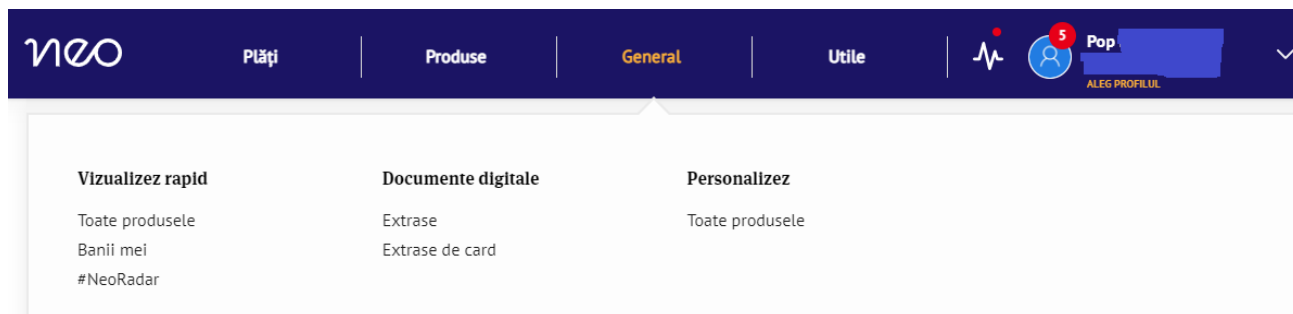 neo
Plăți
Produse
General
Utile
5
Pop
ALEG PROFILUL
Vizualizez rapid
Toate produsele
Banii mei
#NeoRadar
Documente digitale
Extrase
Extrase de card
Personalizez
Toate produsele